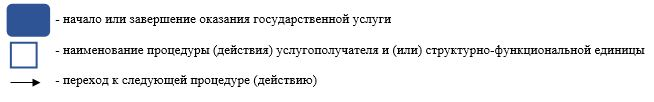 - начало или завершение оказания государственной услуги
- наименование процедуры (действия) услугополучателя и (или) структурно-функциональной единицы
- переход к следующей процедуре (действию)